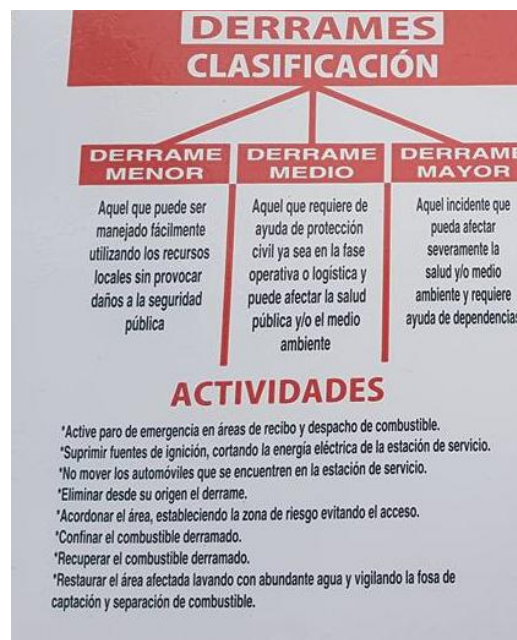 DERRAMES
CLASIFICACIÓN
DERRAME
MENOR
Aquel que puede ser
manejado fácilmente
utilizando los recursos
locales sin provocar
daños a la seguridad
pública
DERRAME
MEDIO
Aquel que requiere de
ayuda de protección
civil ya sea en la fase
operativa o logística y
puede afectar la salud
pública y/o el medio
ambiente
DERRAME
MAYOR
Aquel incidente que
pueda afectar
severamente la
salud y/o medio
ambiente y requiere
ayuda de dependencias
ACTIVIDADES
*Active paro de emergencia en áreas de recibo y despacho de combustible.
*Suprimir fuentes de ignición, cortando la energía eléctrica de la estación de servicio.
*No mover los automóviles que se encuentren en la estación de servicio.
*Eliminar desde su origen el derrame.
*Acordonar el área, estableciendo la zona de riesgo evitando el acceso.
*Confinar el combustible derramado.
*Recuperar el combustible derramado.
*Restaurar el área afectada lavando con abundante agua y vigilando la fosa de
captación y separación de combustible.